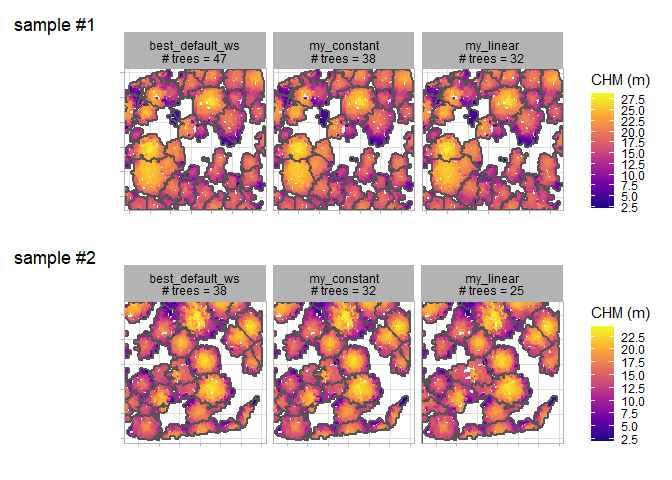 sample #1
best_default_ws
# trees = 47
my_constant
# trees = 38
my_linear
# trees = 32
CHM (m)
27.5
25.0
22.5
20.0
17.5
15.0
12.5
10.0
7.5
5.0
2.5
sample #2
best_default_ws
# trees = 38
my_constant
# trees = 32
my_linear
# trees = 25
CHM (m)
22.5
20.0
17.5
15.0
12.5
10.0
7.5
5.0
2.5